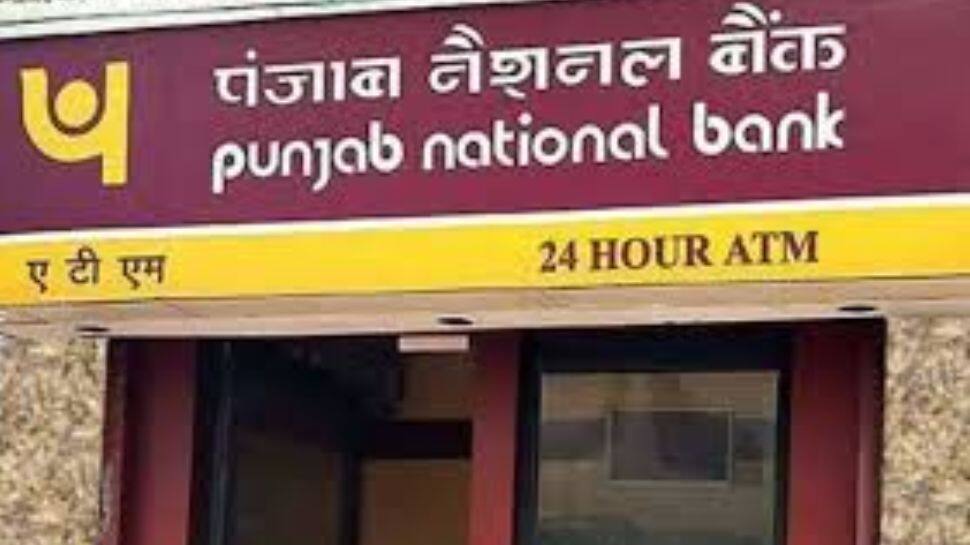 पंजाब नैशनल बैंक
punjab national bank
ए टी एम 24 HOUR ATM